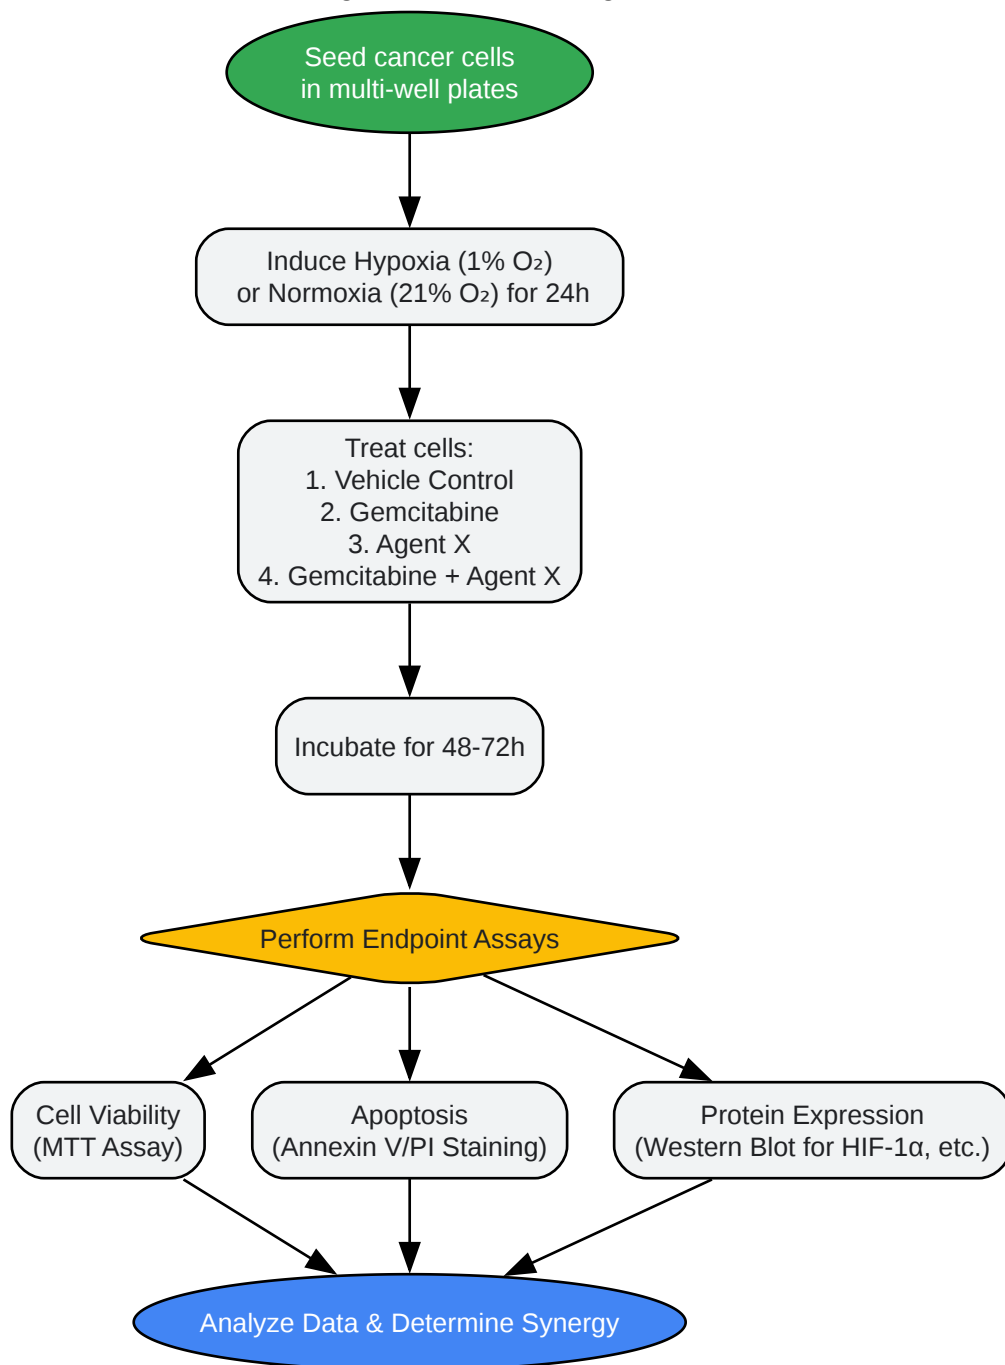 Seed cancer cells
in multi-well plates
Induce Hypoxia (1% O₂)
or Normoxia (21% O₂) for 24h
Treat cells:
1. Vehicle Control
2. Gemcitabine
3. Agent X
4. Gemcitabine + Agent X
Incubate for 48-72h
Perform Endpoint Assays
Cell Viability
(MTT Assay)
Apoptosis
(Annexin V/PI Staining)
Protein Expression
(Western Blot for HIF-1α, etc.)
Analyze Data & Determine Synergy